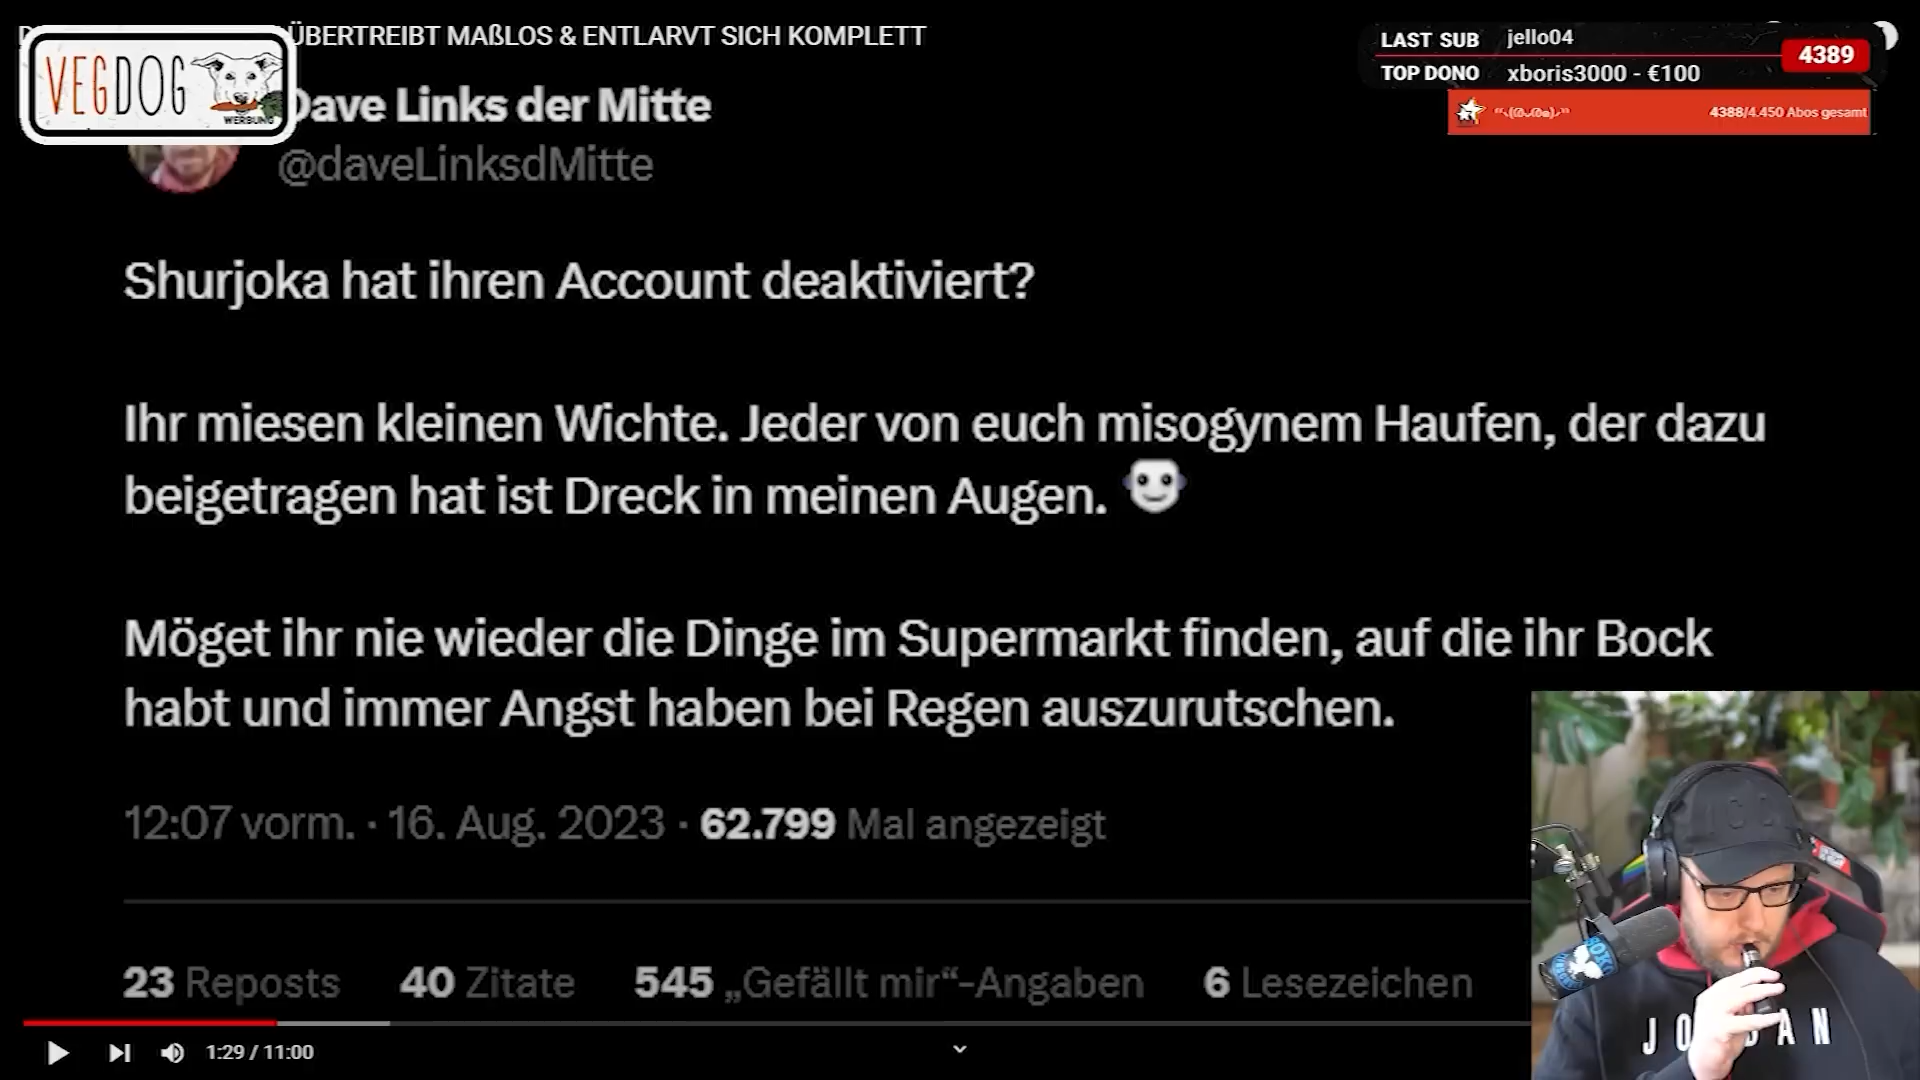 ÜBERTREIBT MAẞLOS & ENTLARVT SICH KOMPLETT
VEGDOG
WERBUNG
LAST SUB jello04
TOP DONO xboris3000 - €100
4389
4388/4.450 Abos gesamt
Dave Links der Mitte
@daveLinksdMitte
Shurjoka hat ihren Account deaktiviert?
Ihr miesen kleinen Wichte. Jeder von euch misogynem Haufen, der dazu
beigetragen hat ist Dreck in meinen Augen.
Möget ihr nie wieder die Dinge im Supermarkt finden, auf die ihr Bock
habt und immer Angst haben bei Regen auszurutschen.
12:07 vorm. · 16. Aug. 2023 · 62.799 Mal angezeigt
23 Reposts 40 Zitate 545 „Gefällt mir“-Angaben 6 Lesezeichen
1:29 / 11:00